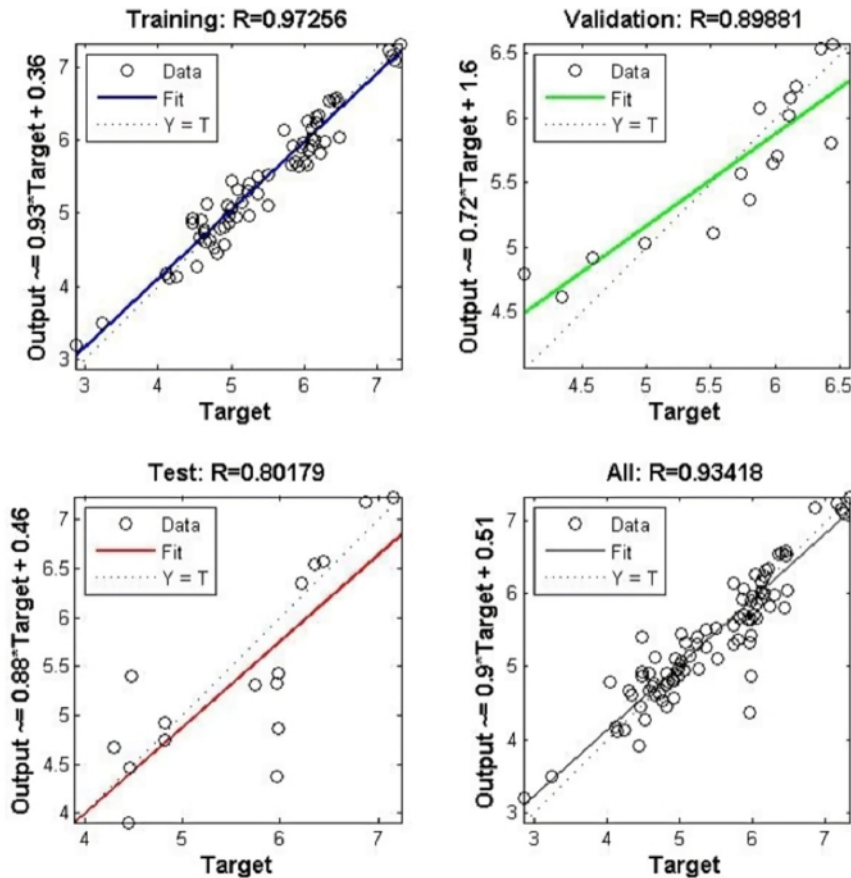 Training: R=0.97256
Output ~= 0.93*Target + 0.36
Data
Fit
Y = T
7
6
5
4
3
3 4 5 6 7
Target
Validation: R=0.89881
Output ~= 0.72*Target + 1.6
Data
Fit
Y = T
6.5
6
5.5
5
4.5
4.5 5 5.5 6 6.5
Target
Test: R=0.80179
Output ~= 0.88*Target + 0.46
Data
Fit
Y = T
7
6.5
6
5.5
5
4.5
4
4 5 6 7
Target
All: R=0.93418
Output ~= 0.9*Target + 0.51
Data
Fit
Y = T
7
6
5
4
3
3 4 5 6 7
Target